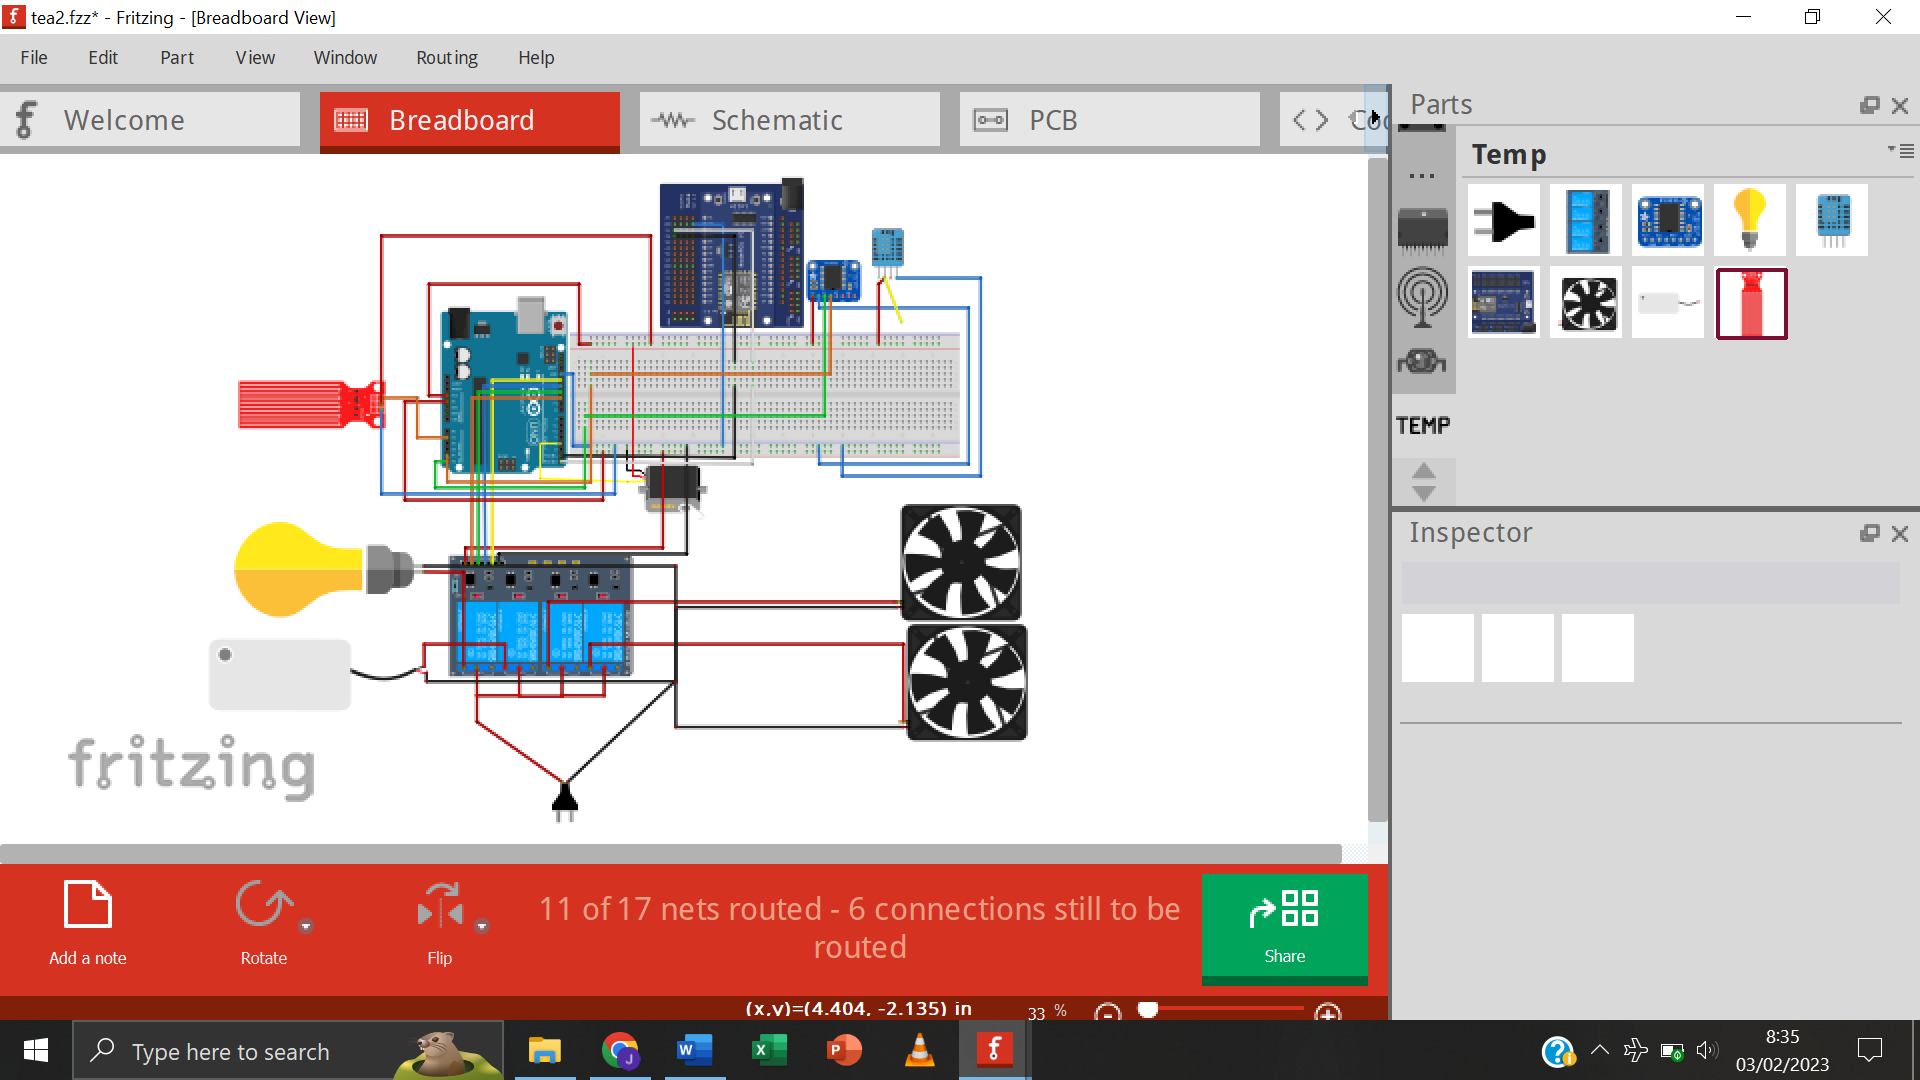 tea2.fzz* - Fritzing - [Breadboard View]
File Edit Part View Window Routing Help
Welcome
Breadboard
Schematic
PCB
Parts
Temp
...
TEMP
Inspector
fritzing
Add a note
Rotate
Flip
11 of 17 nets routed - 6 connections still to be
routed
Share
(x,y)=(4.404, -2.135) in
33 %
Type here to search
8:35
03/02/2023